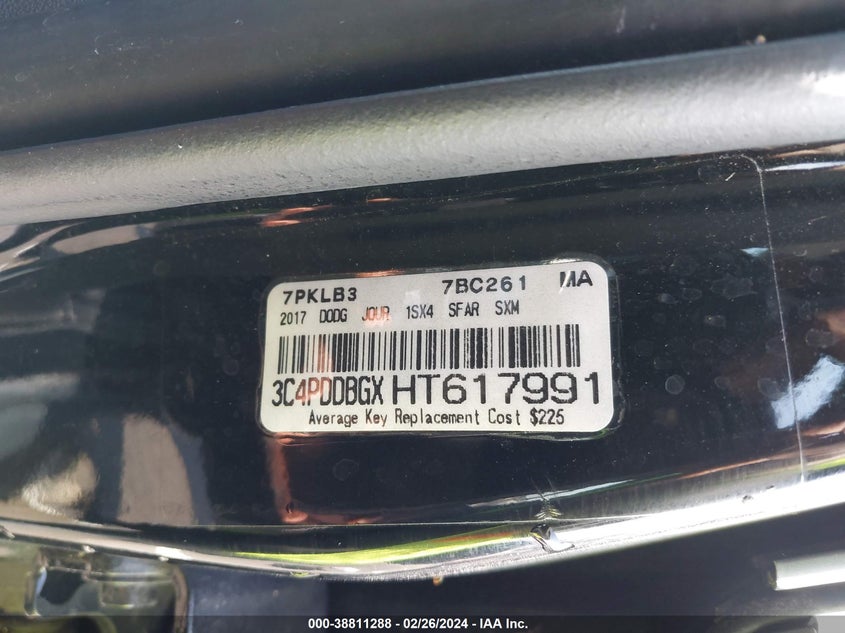 7PKLB3 7BC261 MA
2017 DODG JOUR 1SX4 SFAR SXM
3C4PDDBGXHT617991
Average Key Replacement Cost $225
000-38811288 - 02/26/2024 - IAA Inc.